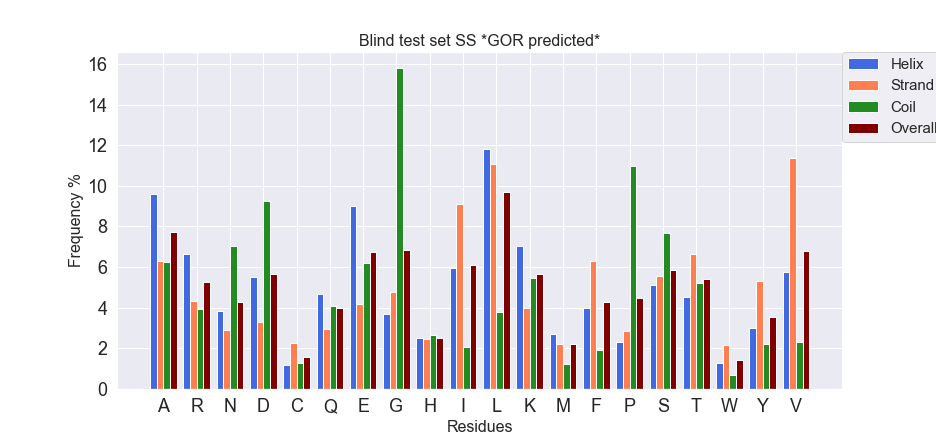 Blind test set SS *GOR predicted*
Frequency %
16
14
12
10
8
6
4
2
0
A R N D C Q E G H I L K M F P S T W Y V
Residues
Helix
Strand
Coil
Overall